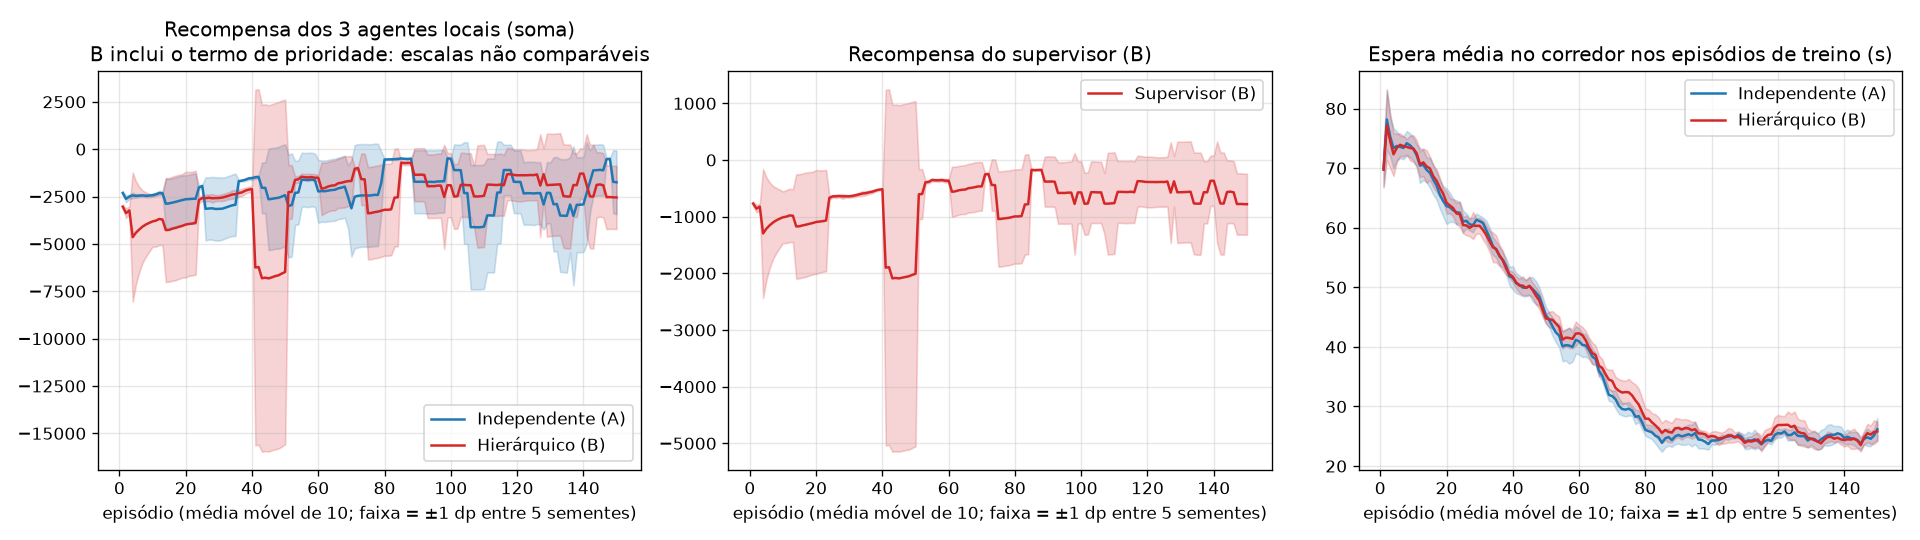 Recompensa dos 3 agentes locais (soma)
B inclui o termo de prioridade: escalas não comparáveis
2500
0
−2500
−5000
−7500
−10000
−12500
−15000
Independente (A)
Hierárquico (B)
0 20 40 60 80 100 120 140
episódio (média móvel de 10; faixa = ±1 dp entre 5 sementes)
Recompensa do supervisor (B)
Supervisor (B)
1000
0
−1000
−2000
−3000
−4000
−5000
0 20 40 60 80 100 120 140
episódio (média móvel de 10; faixa = ±1 dp entre 5 sementes)
Espera média no corredor nos episódios de treino (s)
Independente (A)
Hierárquico (B)
80
70
60
50
40
30
20
0 20 40 60 80 100 120 140
episódio (média móvel de 10; faixa = ±1 dp entre 5 sementes)